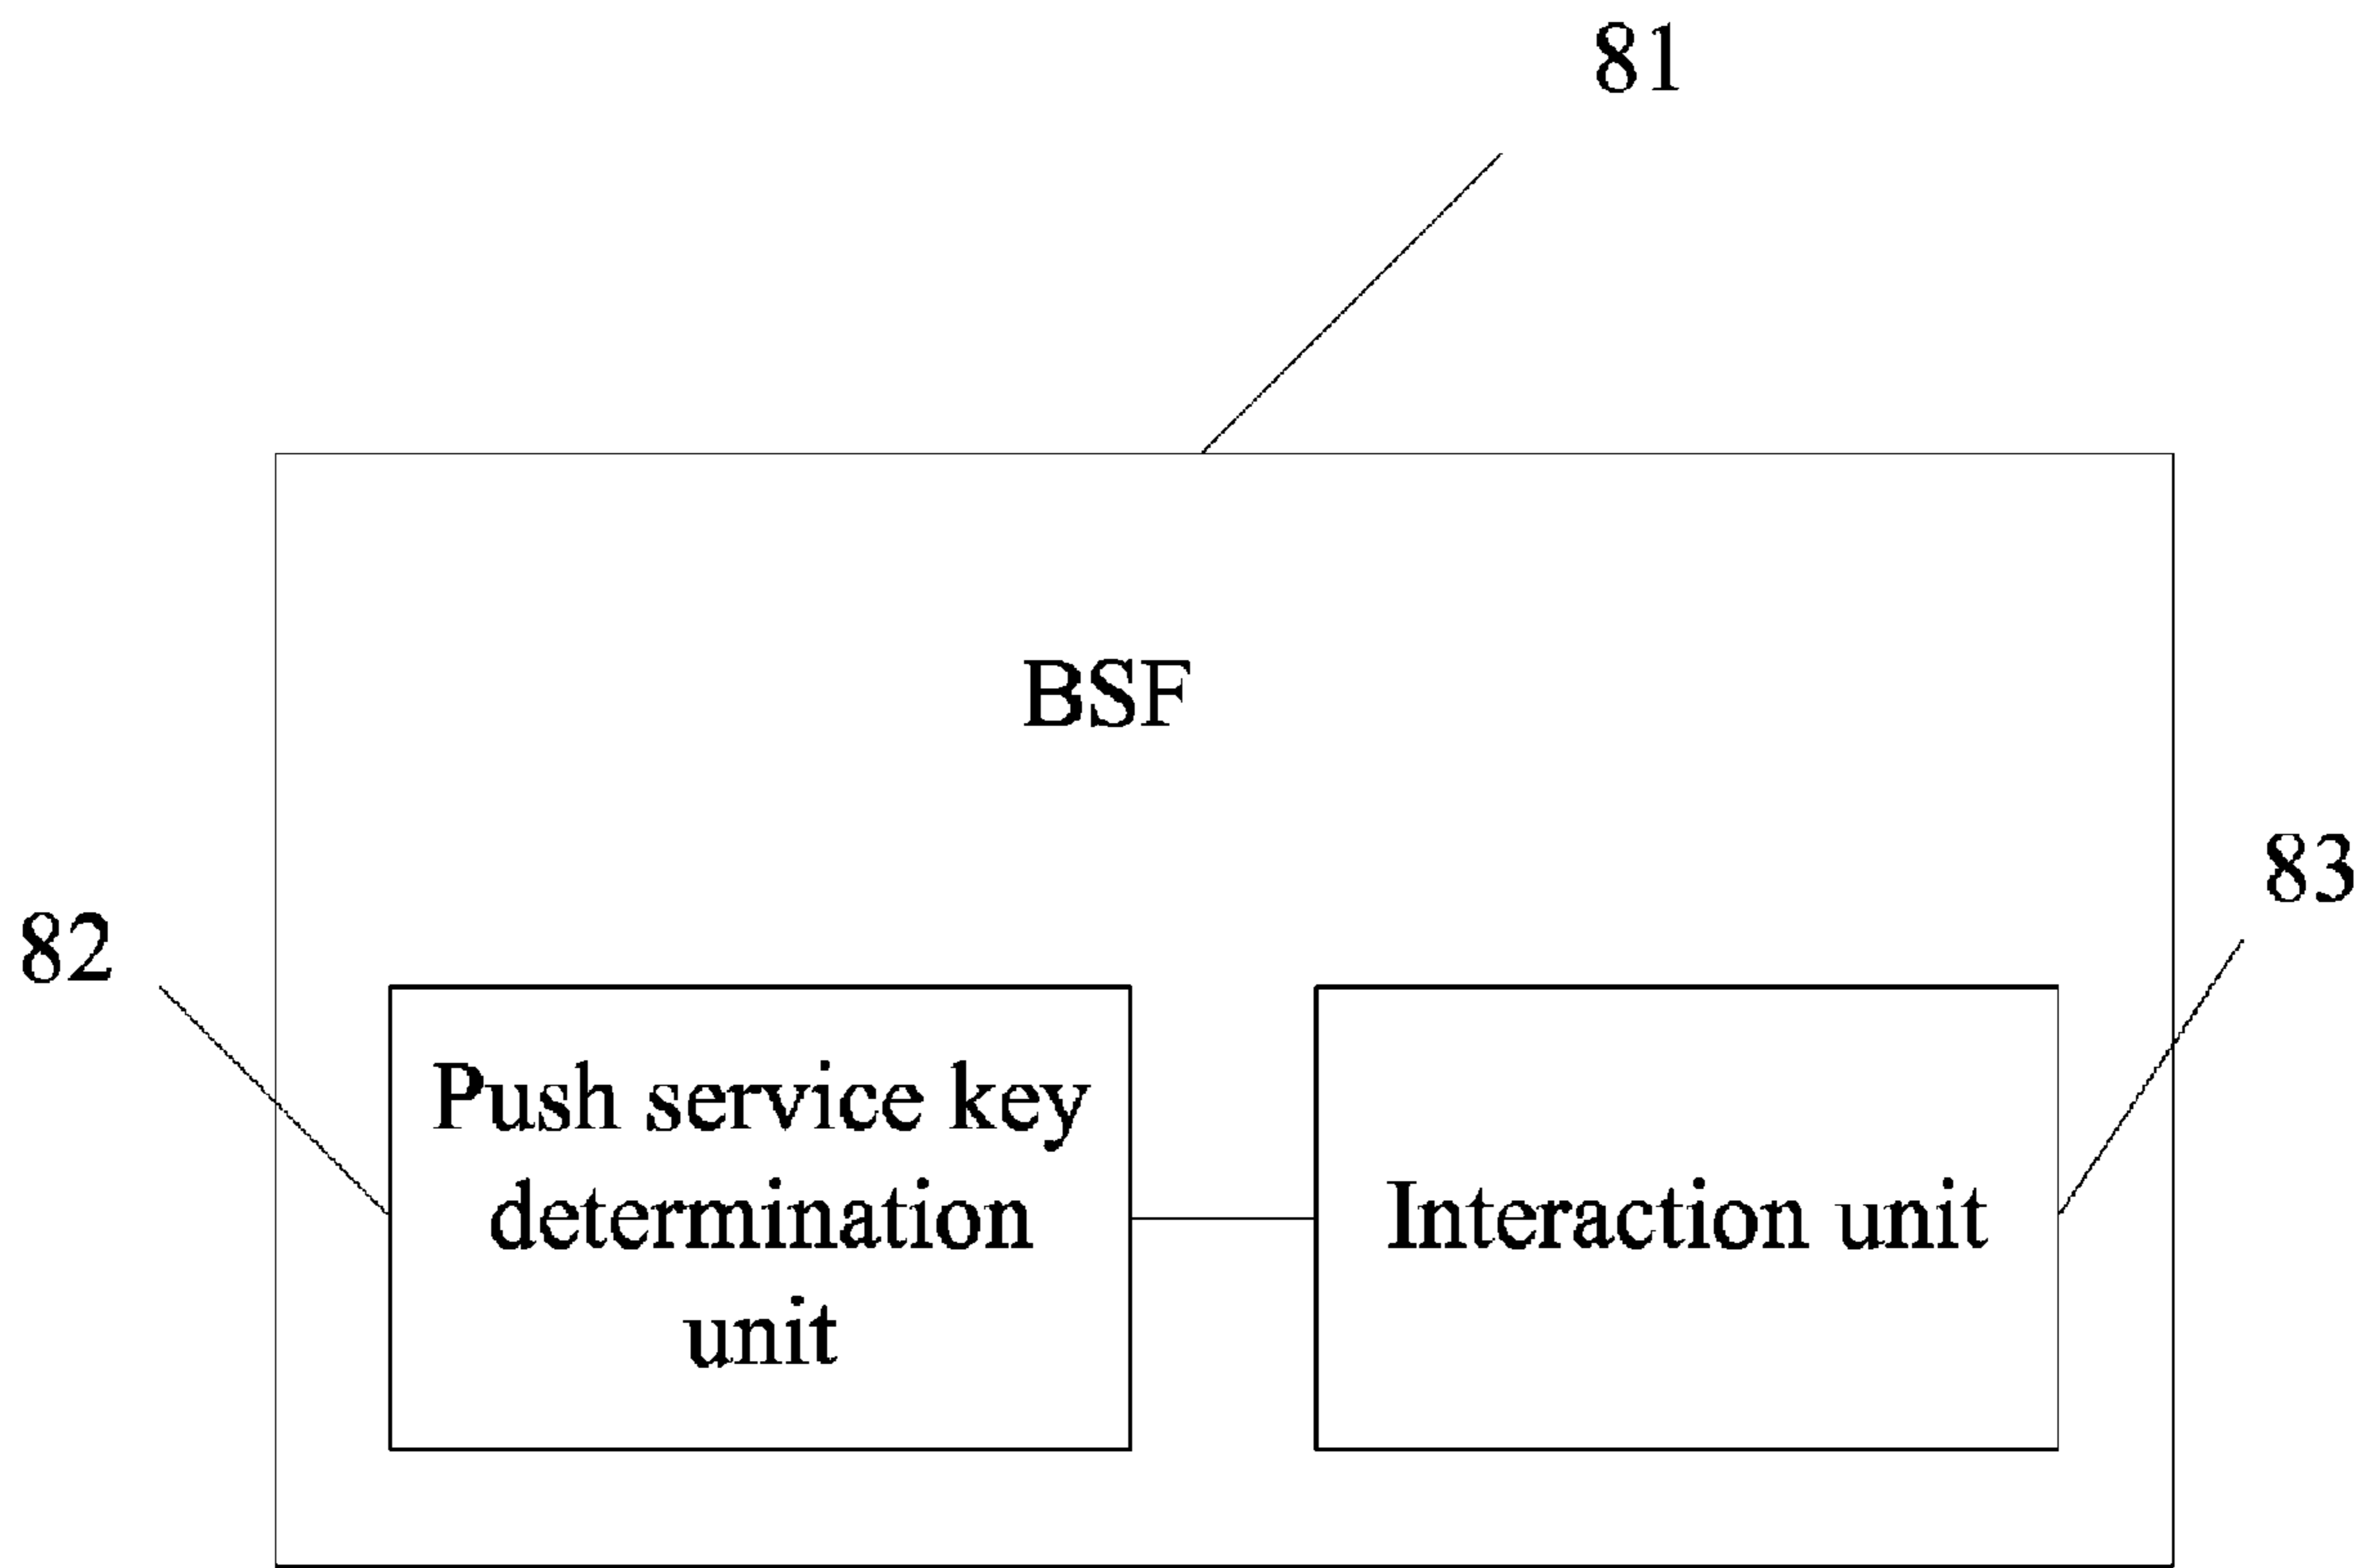 81
BSF
83
82
Push service key
determination
unit
Interaction unit